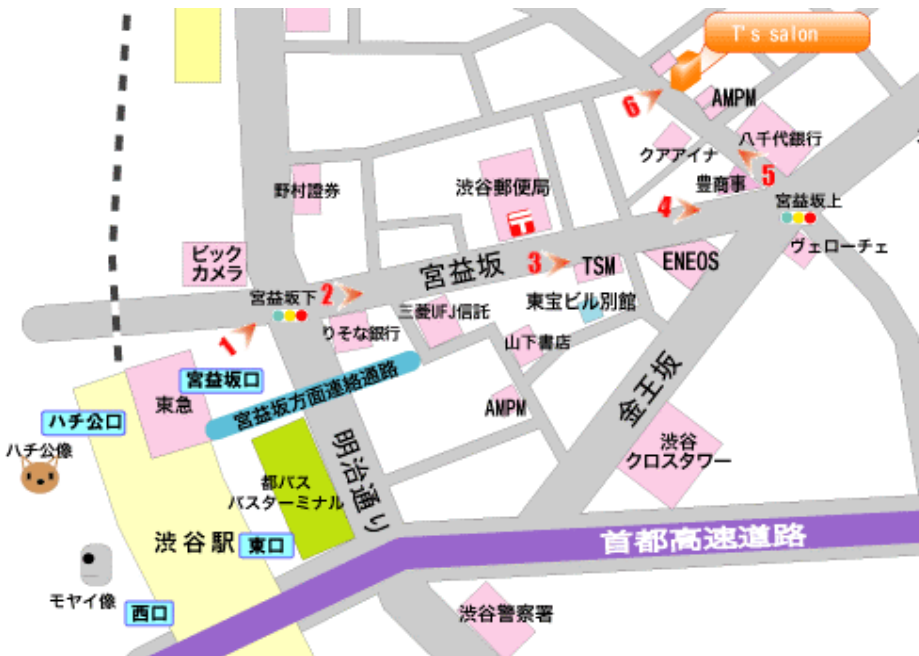 T's salon
6
AMPM
八千代銀行
クアアイナ
5
豊商事
野村證券
渋谷郵便局
4
宮益坂上
ヴェローチェ
ビック
カメラ
宮益坂
3
TSM
ENEOS
宮益坂下
2
東宝ビル別館
三菱UFJ信託
1
りそな銀行
山下書店
宮益坂口
東急
宮益坂方面連絡通路
AMPM
金王坂
ハチ公口
ハチ公像
明治通り
渋谷
クロスタワー
都バス
バスターミナル
渋谷駅
東口
首都高速道路
モヤイ像
西口
渋谷警察署